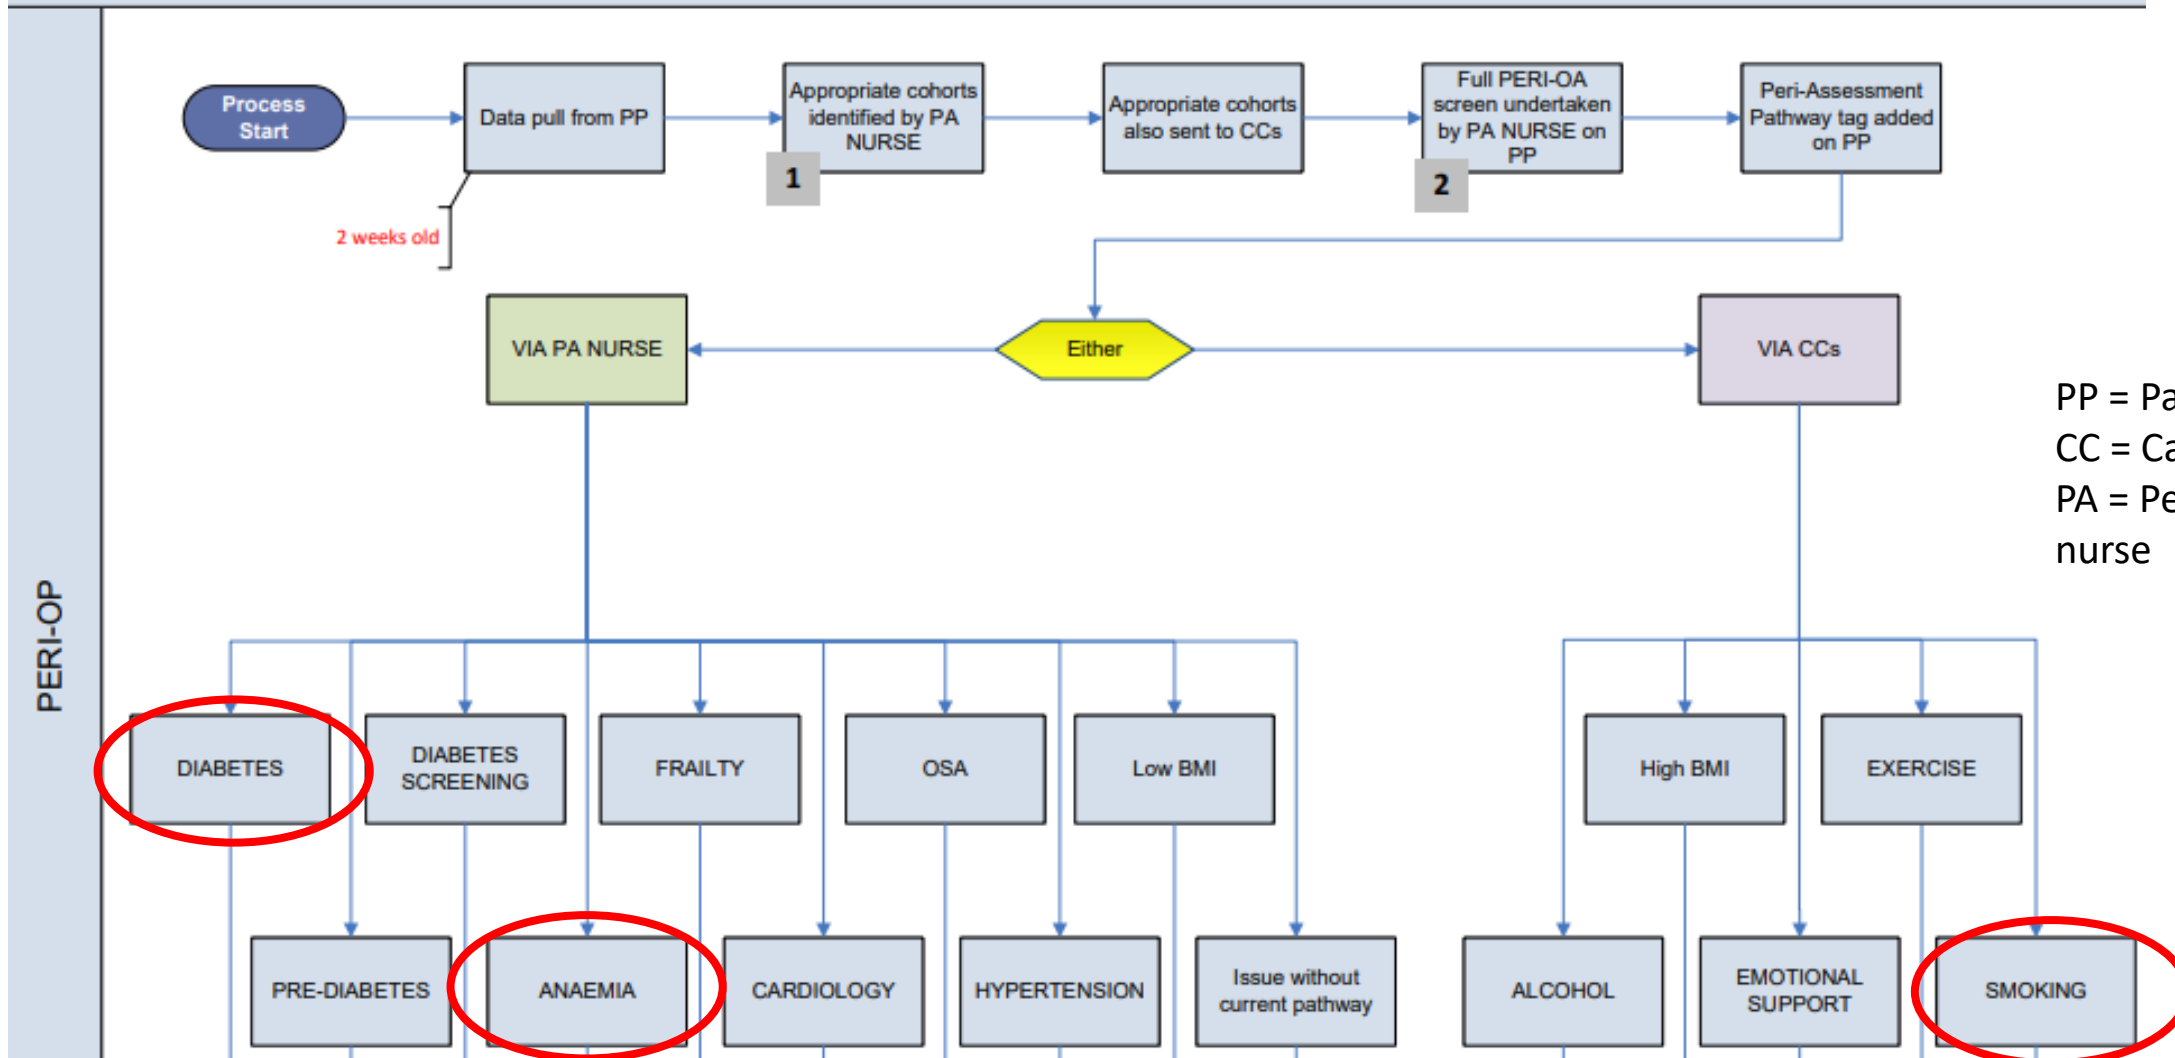 Process
Start
Data pull from PP
Appropriate cohorts
identified by PA
NURSE
1
Appropriate cohorts
also sent to CCs
Full PERI-OA
screen undertaken
by PA NURSE on
PP
2
Peri-Assessment
Pathway tag added
on PP
2 weeks old
VIA PA NURSE
Either
VIA CCs
PP = Pa
CC = Ca
PA = Pe
nurse
PERI-OP
DIABETES
DIABETES
SCREENING
FRAILTY
OSA
Low BMI
High BMI
EXERCISE
PRE-DIABETES
ANAEMIA
CARDIOLOGY
HYPERTENSION
Issue without
current pathway
ALCOHOL
EMOTIONAL
SUPPORT
SMOKING